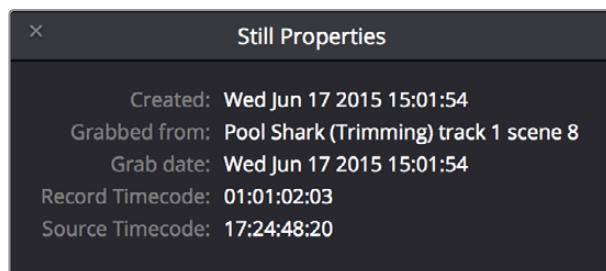 Still Properties
Created: Wed Jun 17 2015 15:01:54
Grabbed from: Pool Shark (Trimming) track 1 scene 8
Grab date: Wed Jun 17 2015 15:01:54
Record Timecode: 01:01:02:03
Source Timecode: 17:24:48:20